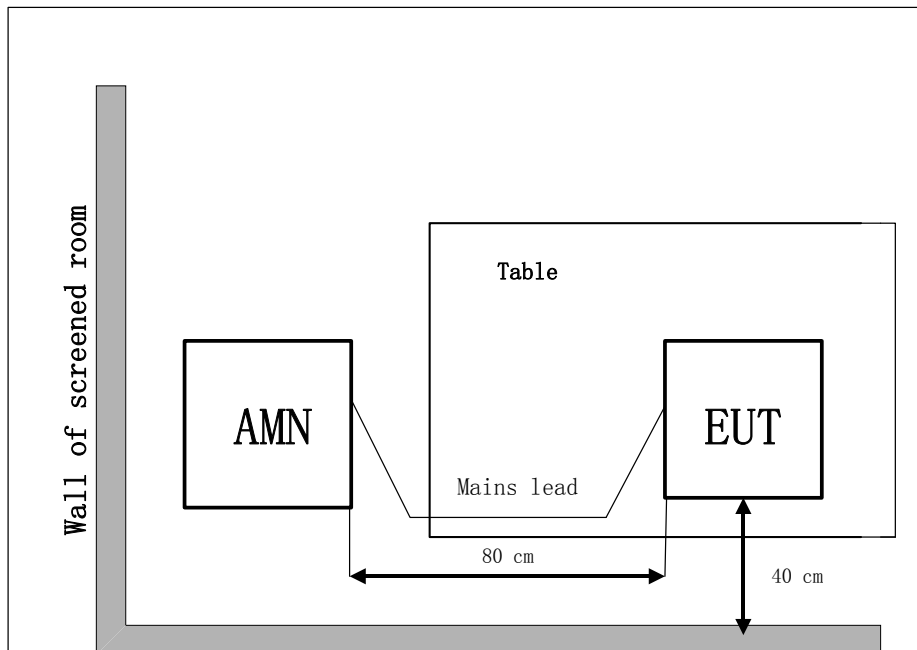 Wall of screened room
Table
AMN
EUT
Mains lead
80 cm
40 cm